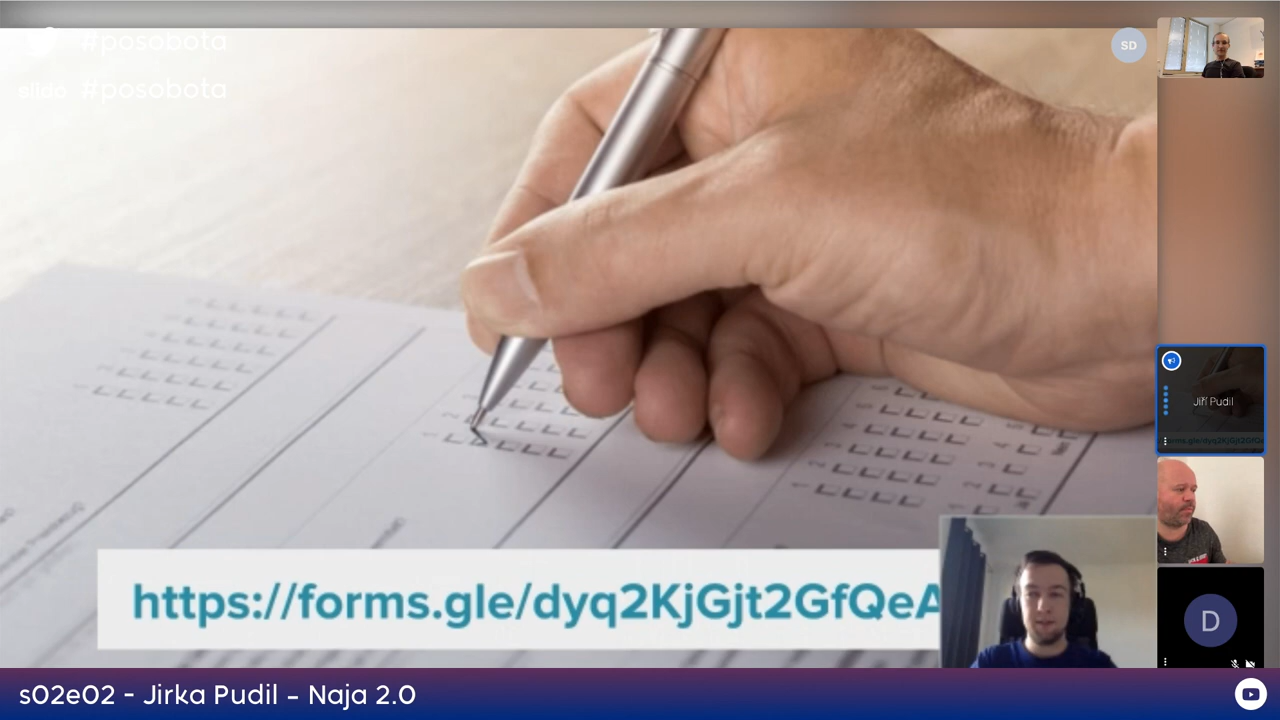 #posobota
slido #posobota
SD
Jiří Pudil
https://forms.gle/dyq2KjGjt2GfQeA
D
s02e02 - Jirka Pudil – Naja 2.0